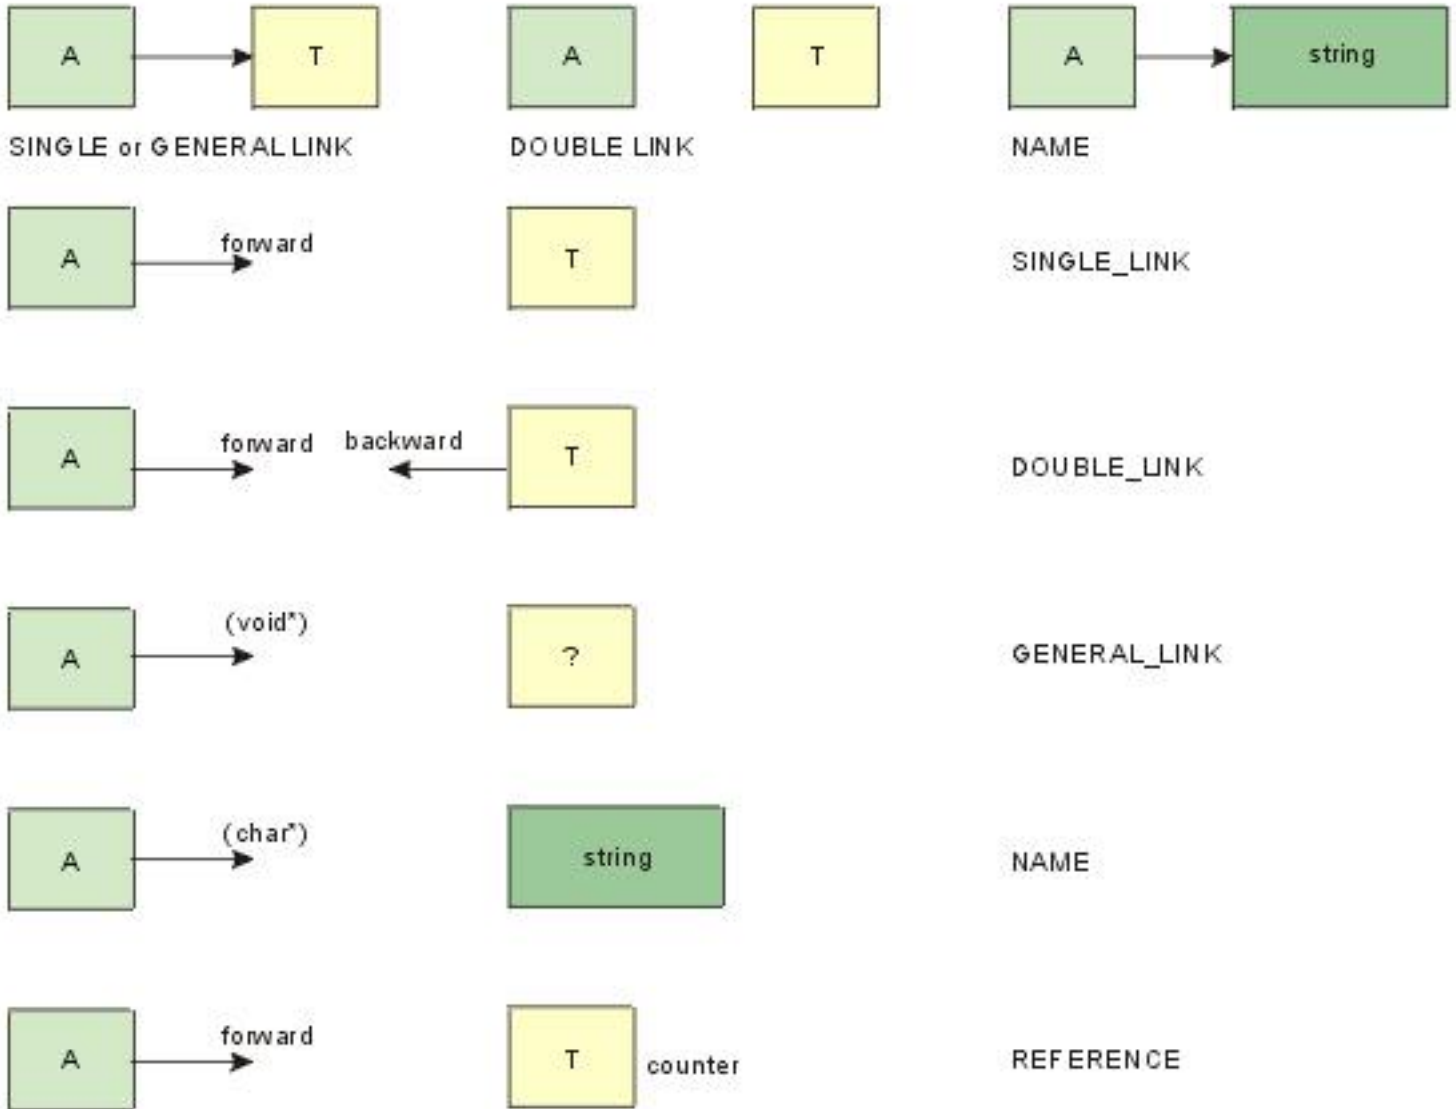 A T A T A string
SINGLE or GENERAL LINK DOUBLE LINK NAME
forward
A T SINGLE_LINK
forward backward
A T DOUBLE_LINK
(void*)
A ? GENERAL_LINK
(char*)
A string NAME
forward
A T counter REFERENCE